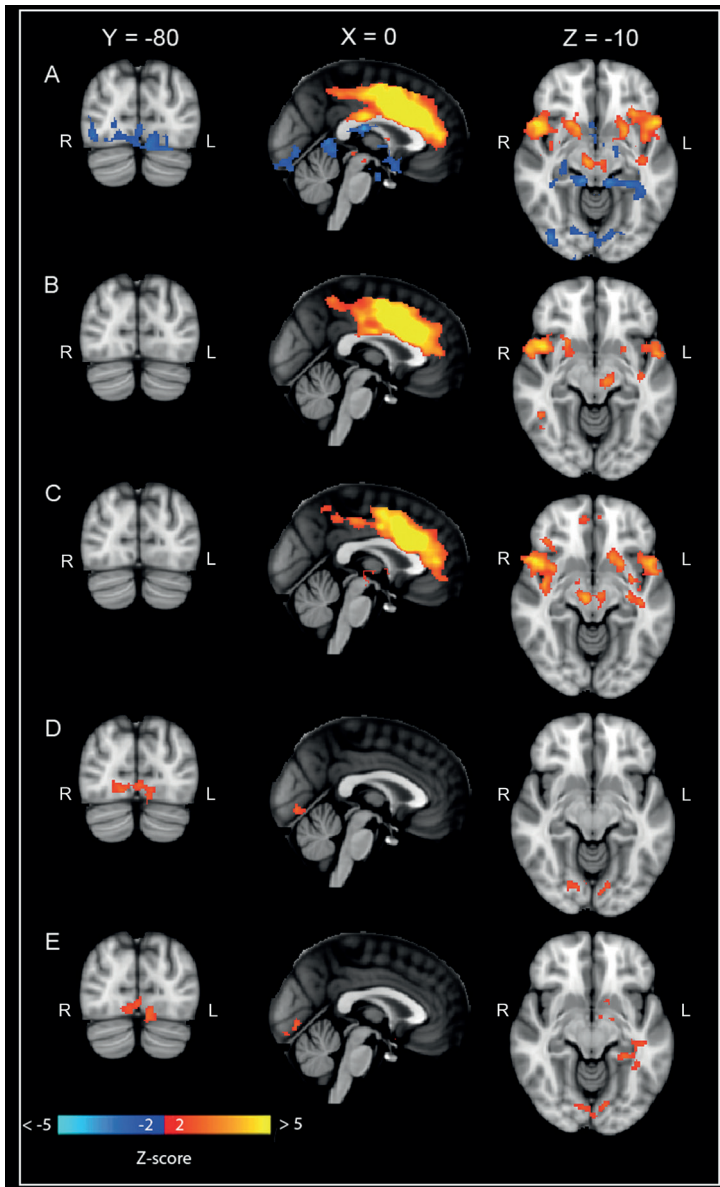 Y = -80 X = 0 Z = -10
A
R L R L
B
R L R L
C
R L R L
D
R L R L
E
R L R L
< -5 -2 2 > 5
Z-score